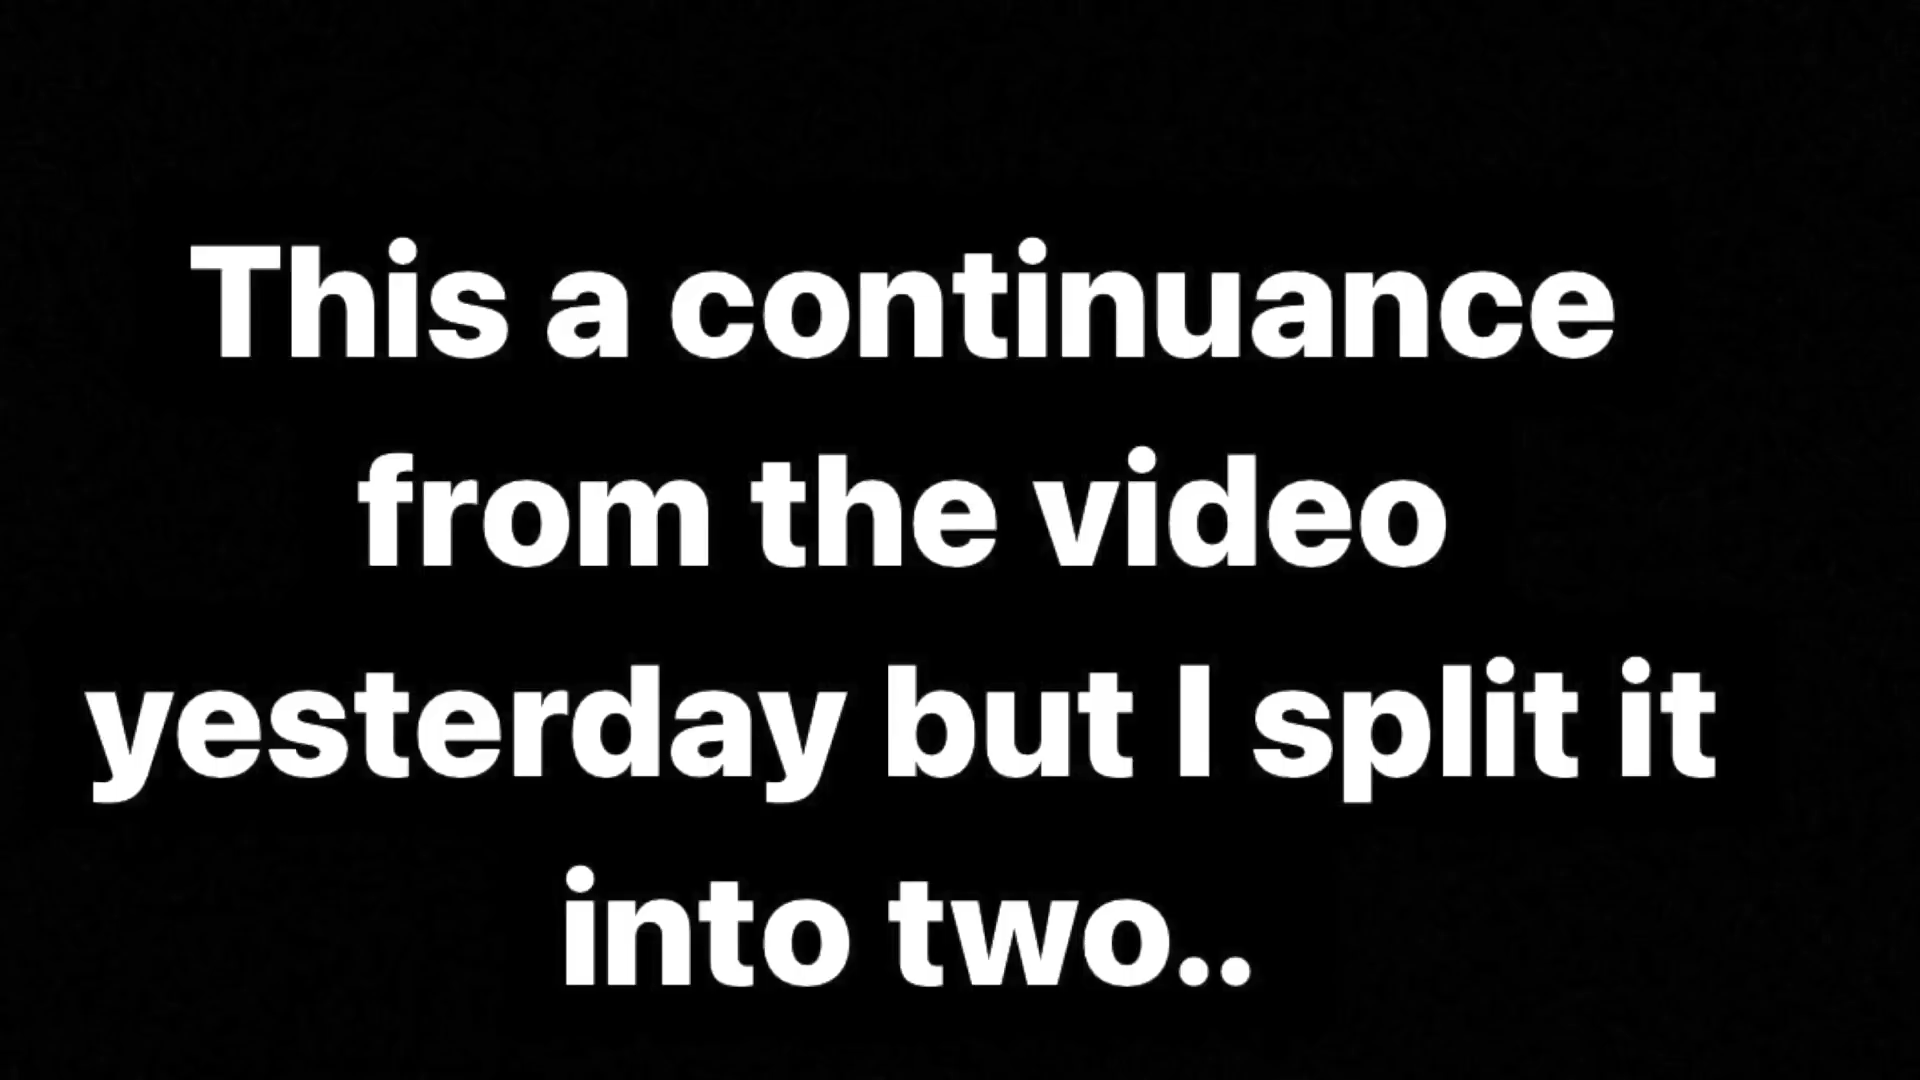 This a continuance
from the video
yesterday but I split it
into two..